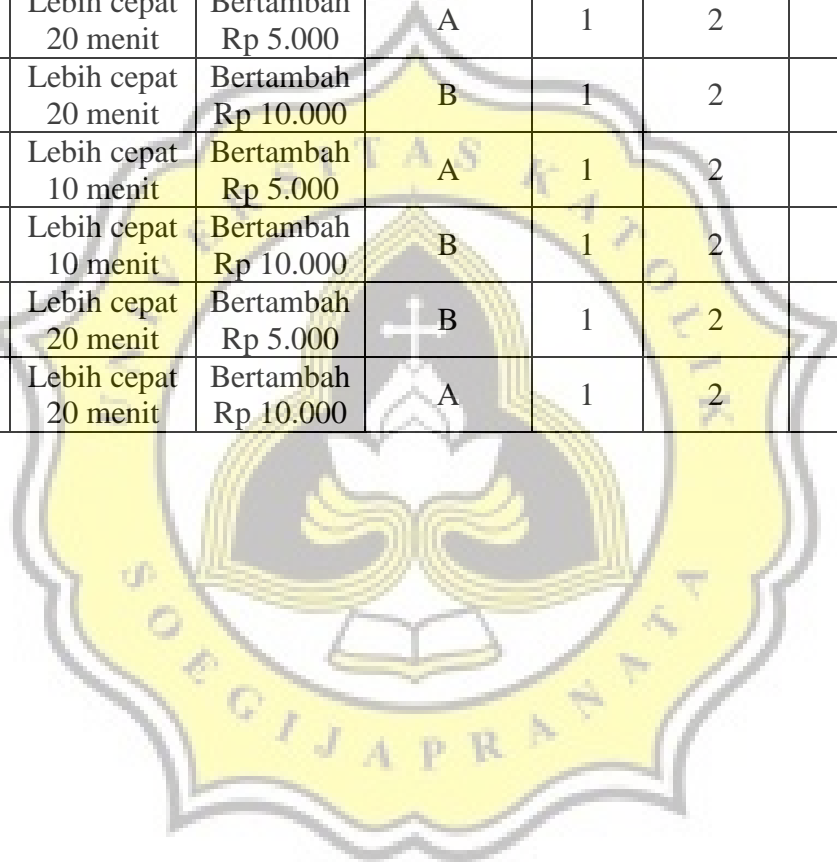 Lebih cepat Bertambah
20 menit Rp 5.000 A 1 2
Lebih cepat Bertambah
20 menit Rp 10.000 B 1 2
Lebih cepat Bertambah
10 menit Rp 5.000 A 1 2
Lebih cepat Bertambah
10 menit Rp 10.000 B 1 2
Lebih cepat Bertambah
20 menit Rp 5.000 B 1 2
Lebih cepat Bertambah
20 menit Rp 10.000 A 1 2
UNIVERSITAS KATOLIK
SOEGIJAPRANATA